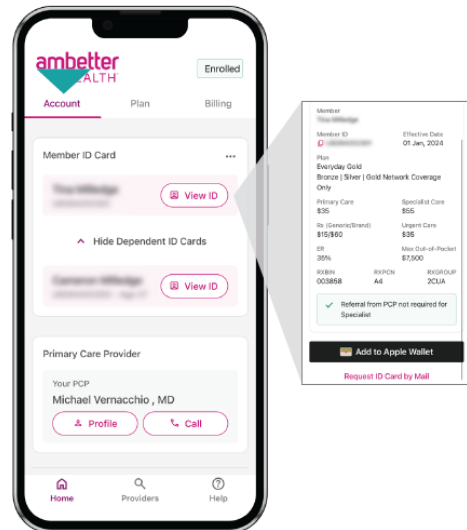 ambetter
EALTH
Enrolled
Account Plan Billing
Member ID Card ...
View ID
Hide Dependent ID Cards
View ID
Primary Care Provider
Your PCP
Michael Vernacchio , MD
Profile Call
Home Providers Help
Member
Member ID Effective Date
01 Jan, 2024
Plan
Everyday Gold
Bronze | Silver | Gold Network Coverage
Only
Primary Care Specialist Care
$35 $55
Rx (Generic/Brand) Urgent Care
$15/$60 $35
ER Max Out-of-Pocket
35% $7,500
RXBIN RXPCN RXGROUP
003858 A4 2CUA
Referral from PCP not required for
Specialist
Add to Apple Wallet
Request ID Card by Mail